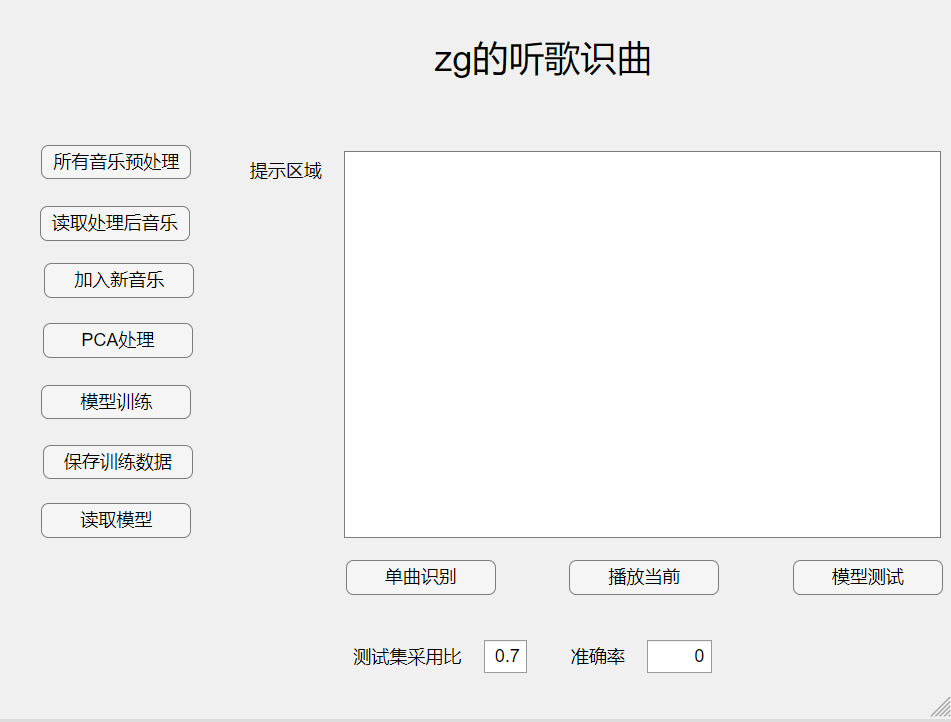 zg的听歌识曲
所有音乐预处理
提示区域
读取处理后音乐
加入新音乐
PCA处理
模型训练
保存训练数据
读取模型
单曲识别 播放当前 模型测试
测试集采用比 0.7 准确率 0